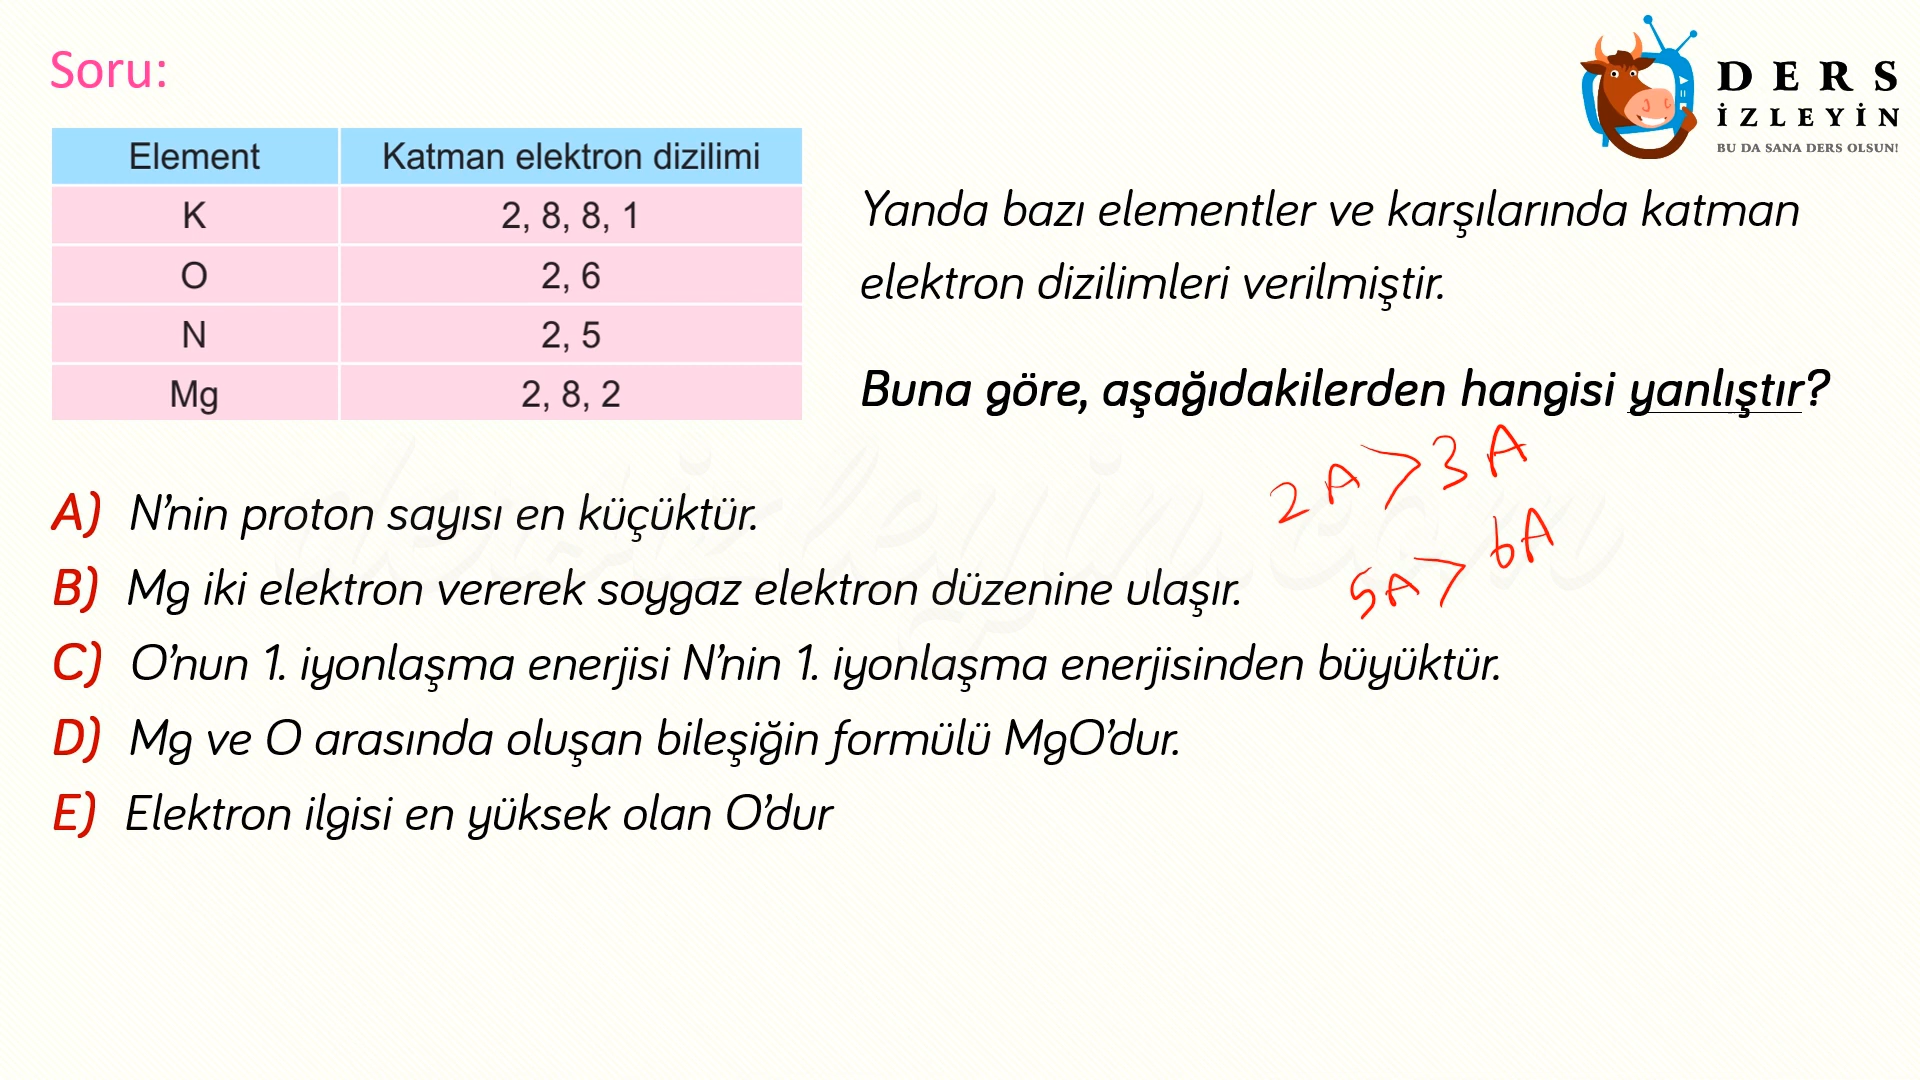 Soru:
DERS
İZLEYİN
BU DA SANA DERS OLSUN!
Element Katman elektron dizilimi
K 2, 8, 8, 1
O 2, 6
N 2, 5
Mg 2, 8, 2
Yanda bazı elementler ve karşılarında katman
elektron dizilimleri verilmiştir.
Buna göre, aşağıdakilerden hangisi yanlıştır?
2A > 3A
5A > 6A
A) N’nin proton sayısı en küçüktür.
B) Mg iki elektron vererek soygaz elektron düzenine ulaşır.
C) O’nun 1. iyonlaşma enerjisi N’nin 1. iyonlaşma enerjisinden büyüktür.
D) Mg ve O arasında oluşan bileşiğin formülü MgO’dur.
E) Elektron ilgisi en yüksek olan O’dur
dersizleyin.com